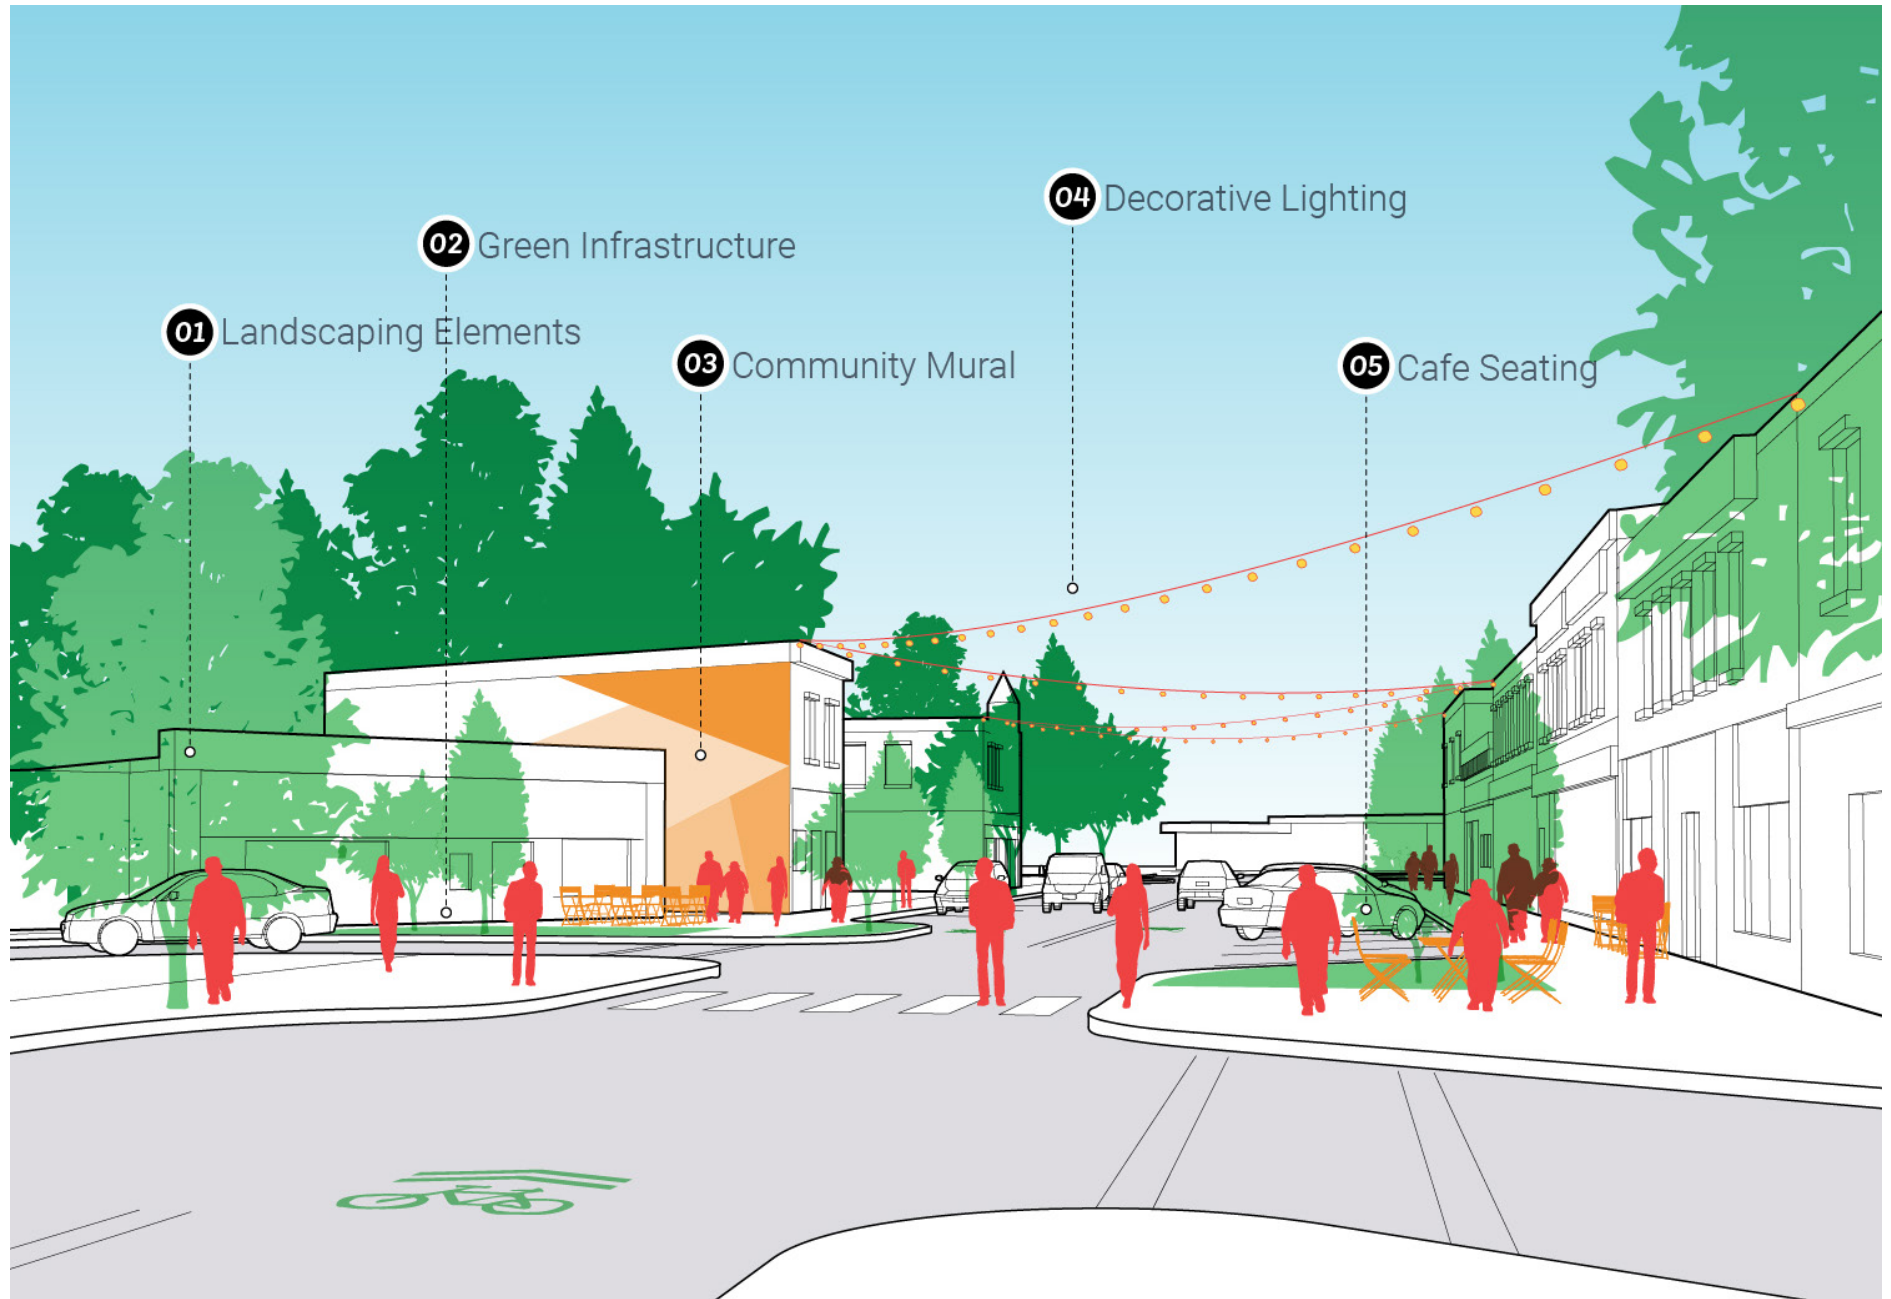 01 Landscaping Elements
02 Green Infrastructure
03 Community Mural
04 Decorative Lighting
05 Cafe Seating